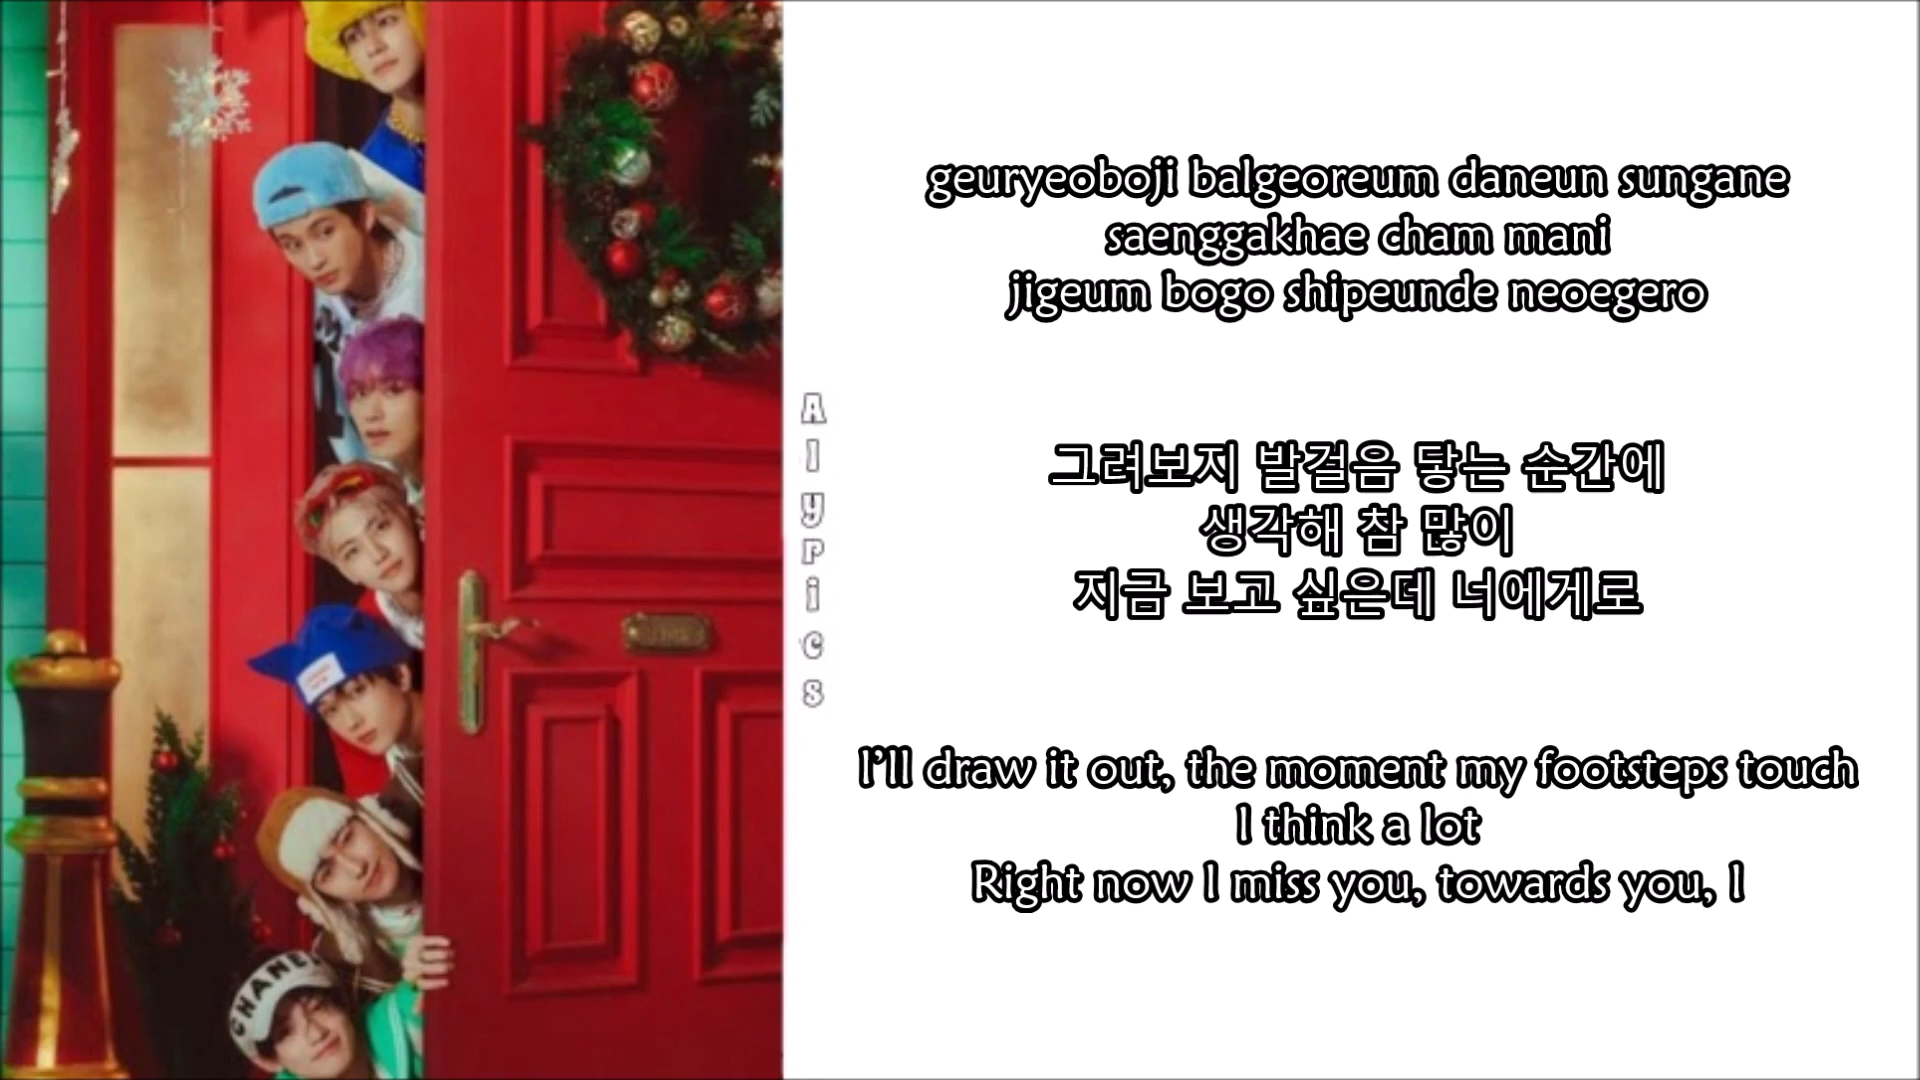 geuryeoboji balgeoreum daneun sungane
saenggakhae cham mani
jigeum bogo shipeunde neoegero
그려보지 발걸음 닿는 순간에
생각해 참 많이
지금 보고 싶은데 너에게로
I'll draw it out, the moment my footsteps touch
I think a lot
Right now I miss you, towards you, I
Alypics
CHANEL